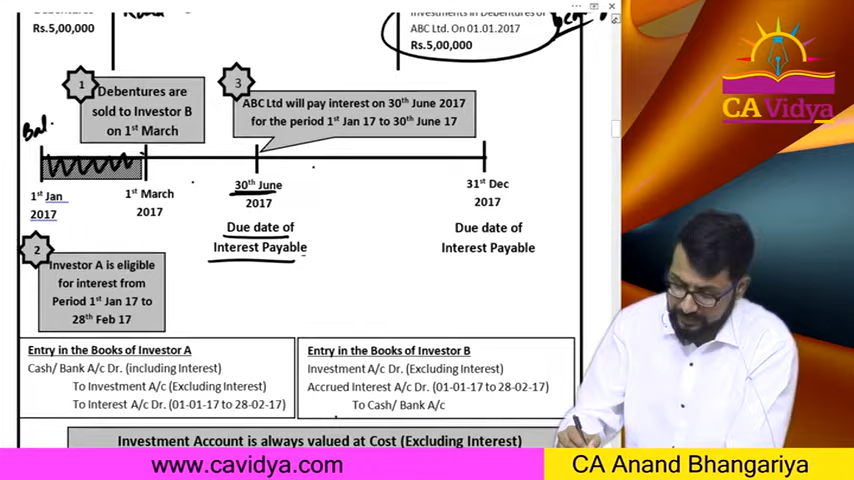 Rs.5,00,000
Investments in Debentures of
ABC Ltd. On 01.01.2017
Rs.5,00,000
1
Debentures are
sold to Investor B
on 1st March
3
ABC Ltd will pay interest on 30th June 2017
for the period 1st Jan 17 to 30th June 17
Bal.
1st Jan
2017
1st March
2017
30th June
2017
Due date of
Interest Payable
31st Dec
2017
Due date of
Interest Payable
2
Investor A is eligible
for interest from
Period 1st Jan 17 to
28th Feb 17
Entry in the Books of Investor A
Cash/ Bank A/c Dr. (including Interest)
To Investment A/c (Excluding Interest)
To Interest A/c Dr. (01-01-17 to 28-02-17)
Entry in the Books of Investor B
Investment A/c Dr. (Excluding Interest)
Accrued Interest A/c Dr. (01-01-17 to 28-02-17)
To Cash/ Bank A/c
Investment Account is always valued at Cost (Excluding Interest)
CA Vidya
www.cavidya.com
CA Anand Bhangariya